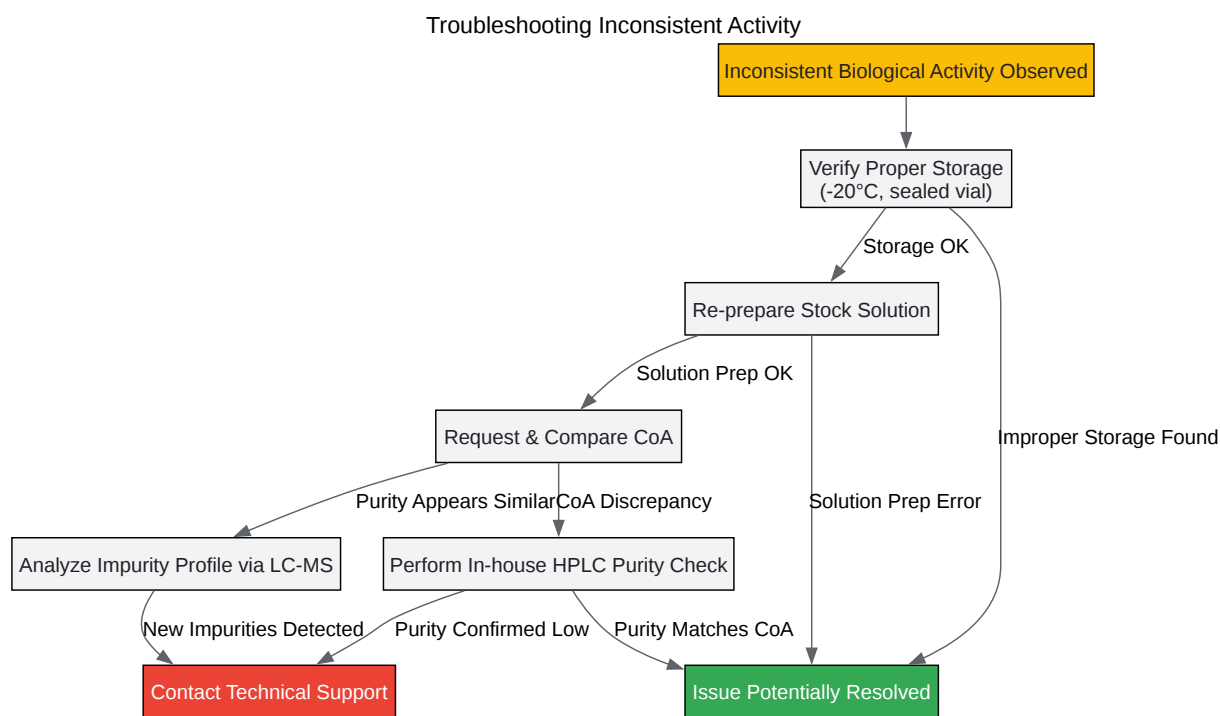 Troubleshooting Inconsistent Activity
Inconsistent Biological Activity Observed
Verify Proper Storage
(-20°C, sealed vial)
Storage OK
Re-prepare Stock Solution
Solution Prep OK
Request & Compare CoA
Improper Storage Found
Purity Appears Similar
CoA Discrepancy
Solution Prep Error
Analyze Impurity Profile via LC-MS
Perform In-house HPLC Purity Check
New Impurities Detected
Purity Confirmed Low
Purity Matches CoA
Contact Technical Support
Issue Potentially Resolved